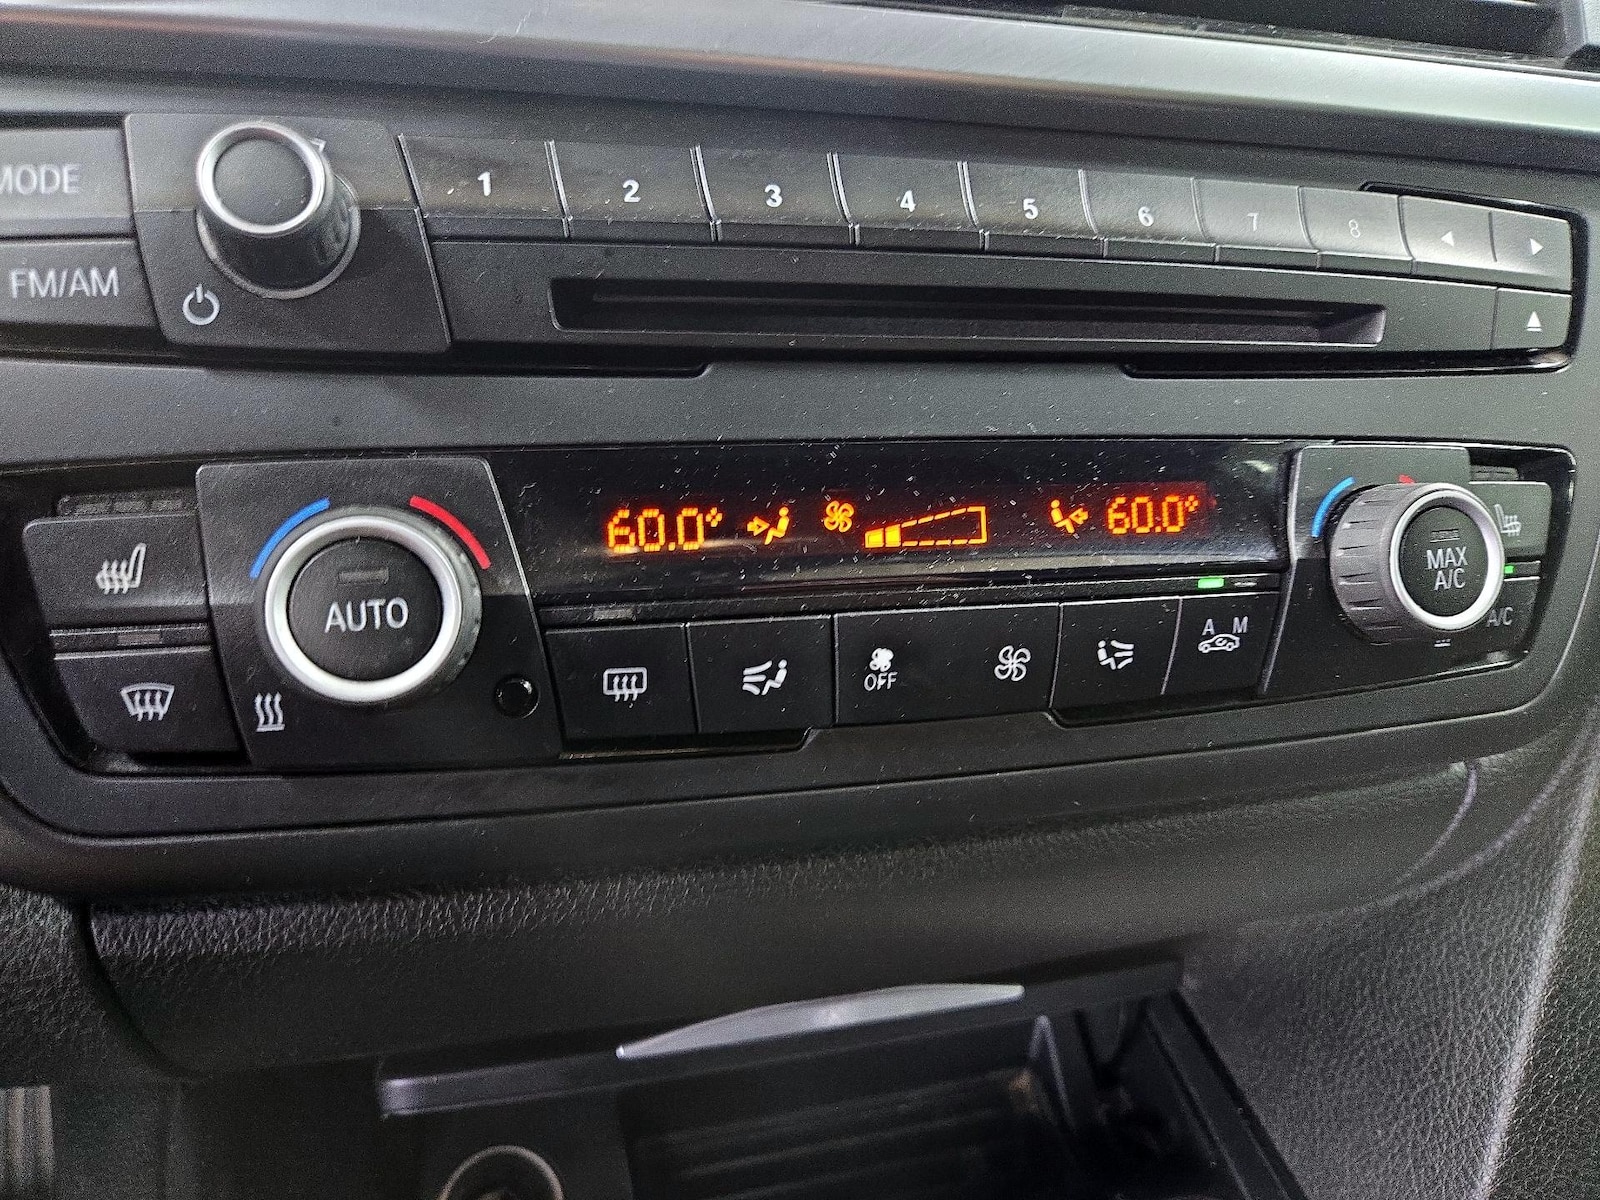 MODE
1 2 3 4 5 6 7 8
FM/AM
60.0° 60.0°
AUTO
MAX
A/C
A/C
OFF
A M